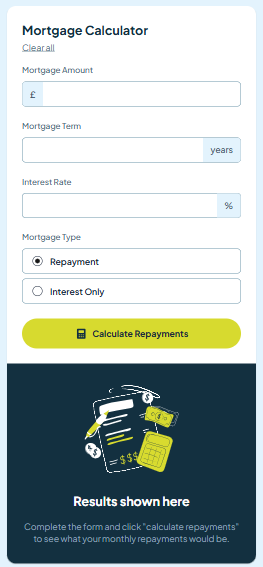 Mortgage Calculator
Clear all
Mortgage Amount
£
Mortgage Term
years
Interest Rate
%
Mortgage Type
Repayment
Interest Only
Calculate Repayments
$
$
$
$$$
Results shown here
Complete the form and click "calculate repayments"
to see what your monthly repayments would be.